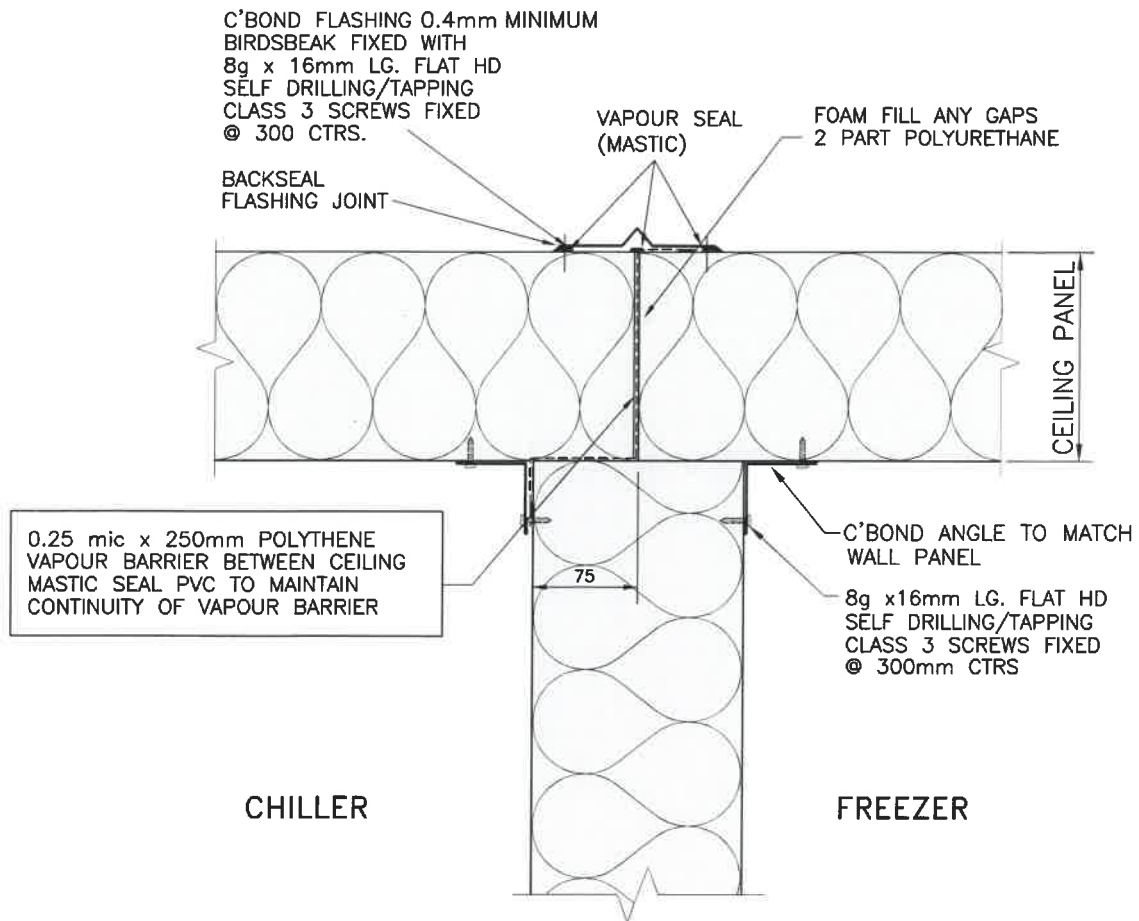 C'BOND FLASHING 0.4mm MINIMUM
BIRDSBEAK FIXED WITH
8g x 16mm LG. FLAT HD
SELF DRILLING/TAPPING
CLASS 3 SCREWS FIXED
@ 300 CTRS.
BACKSEAL
FLASHING JOINT
VAPOUR SEAL
(MASTIC)
FOAM FILL ANY GAPS
2 PART POLYURETHANE
CEILING PANEL
0.25 mic x 250mm POLYTHENE
VAPOUR BARRIER BETWEEN CEILING
MASTIC SEAL PVC TO MAINTAIN
CONTINUITY OF VAPOUR BARRIER
75
C'BOND ANGLE TO MATCH
WALL PANEL
8g x16mm LG. FLAT HD
SELF DRILLING/TAPPING
CLASS 3 SCREWS FIXED
@ 300mm CTRS
CHILLER
FREEZER